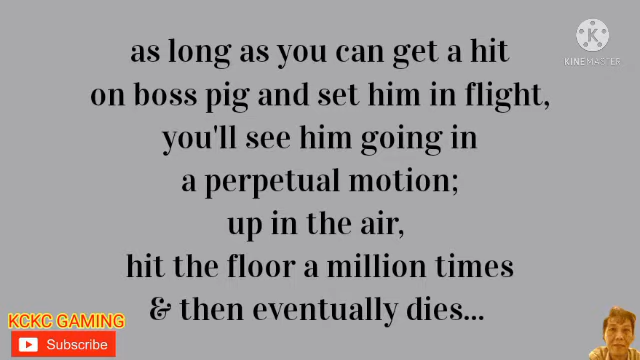 as long as you can get a hit
on boss pig and set him in flight,
you'll see him going in
a perpetual motion;
up in the air,
hit the floor a million times
& then eventually dies...
K
KINEMASTER
KCKC GAMING
Subscribe